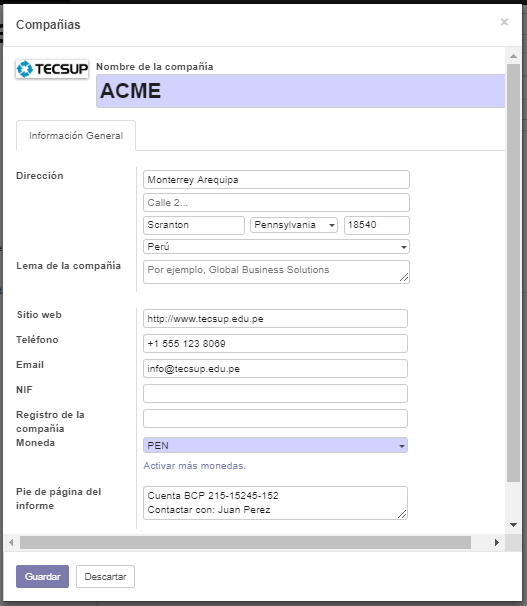 Compañias
×
TECSUP
Nombre de la compañía
ACME
Información General
Dirección
Monterrey Arequipa
Calle 2...
Scranton Pennsylvania 18540
Perú
Lema de la compañía
Por ejemplo, Global Business Solutions
Sitio web
http://www.tecsup.edu.pe
Teléfono
+1 555 123 8069
Email
info@tecsup.edu.pe
NIF
Registro de la
compañía
Moneda
PEN
Activar más monedas.
Pie de página del
informe
Cuenta BCP 215-15245-152
Contactar con: Juan Perez
Guardar Descartar